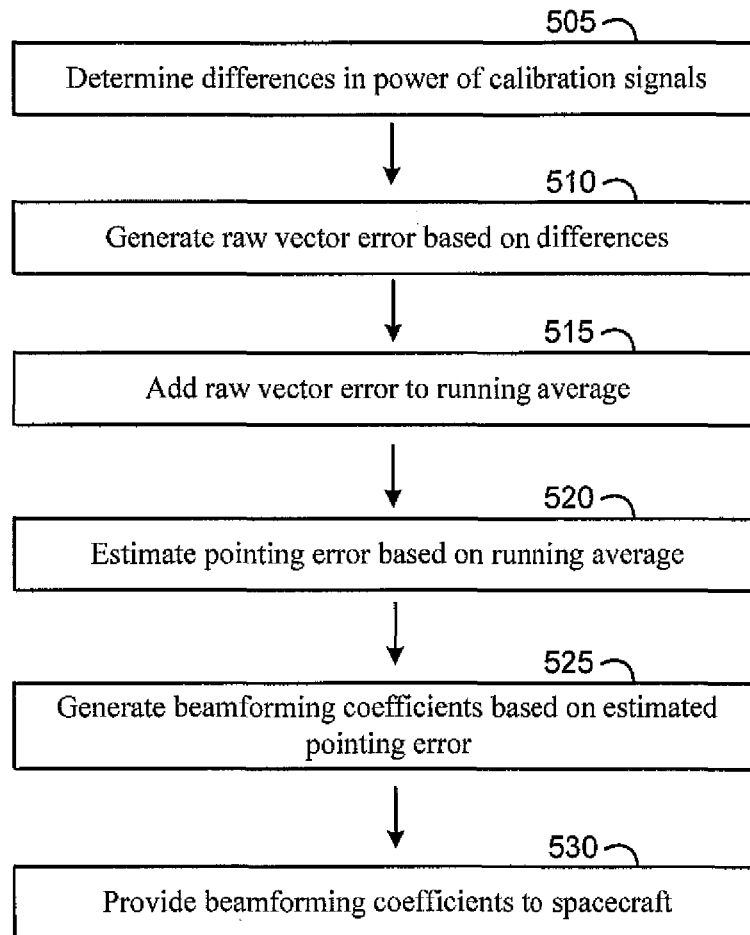 505
Determine differences in power of calibration signals
510
Generate raw vector error based on differences
515
Add raw vector error to running average
520
Estimate pointing error based on running average
525
Generate beamforming coefficients based on estimated
pointing error
530
Provide beamforming coefficients to spacecraft